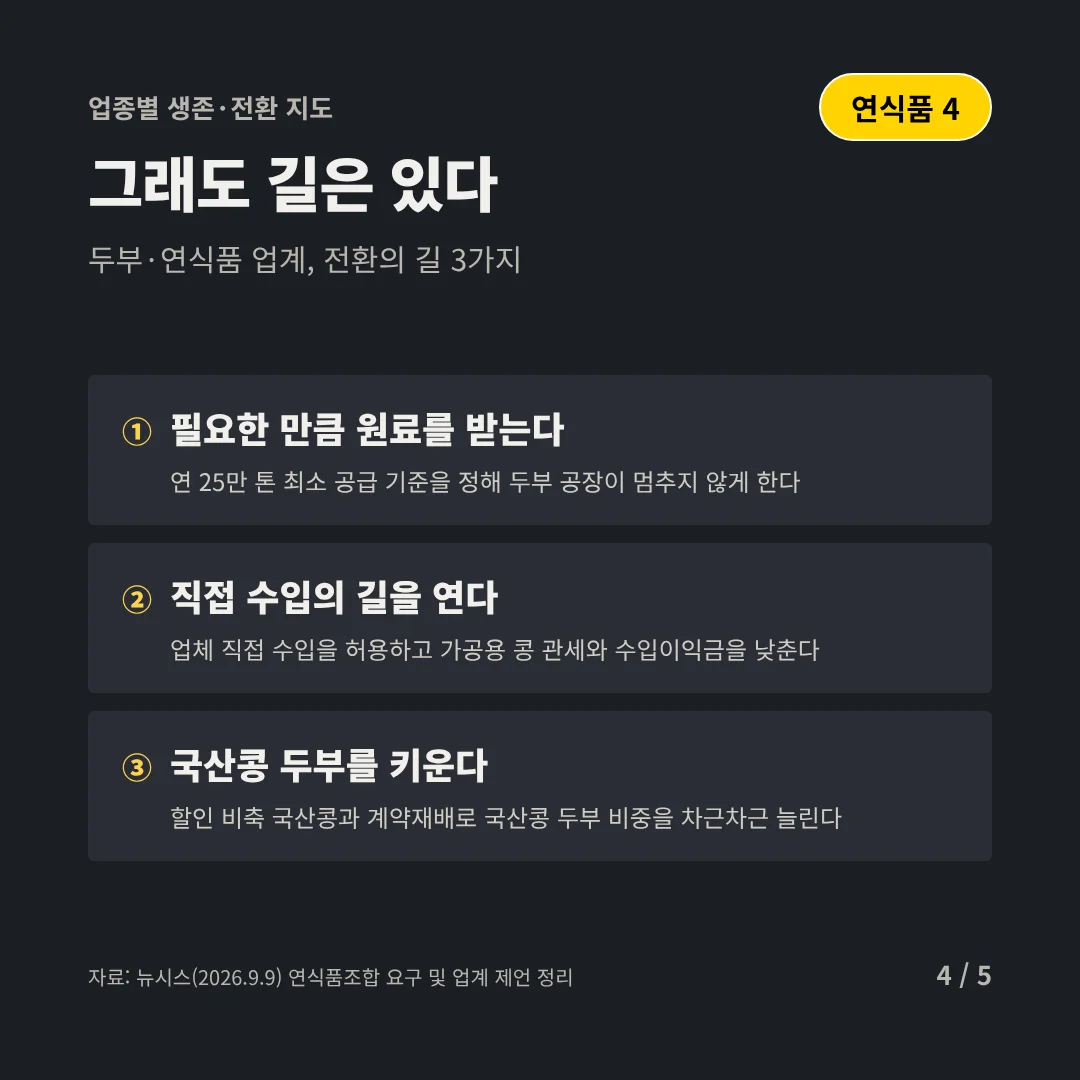 업종별 생존·전환 지도
연식품 4
그래도 길은 있다
두부·연식품 업계, 전환의 길 3가지
① 필요한 만큼 원료를 받는다
연 25만 톤 최소 공급 기준을 정해 두부 공장이 멈추지 않게 한다
② 직접 수입의 길을 연다
업체 직접 수입을 허용하고 가공용 콩 관세와 수입이익금을 낮춘다
③ 국산콩 두부를 키운다
할인 비축 국산콩과 계약재배로 국산콩 두부 비중을 차근차근 늘린다
자료: 뉴시스(2026.9.9) 연식품조합 요구 및 업계 제언 정리
4 / 5